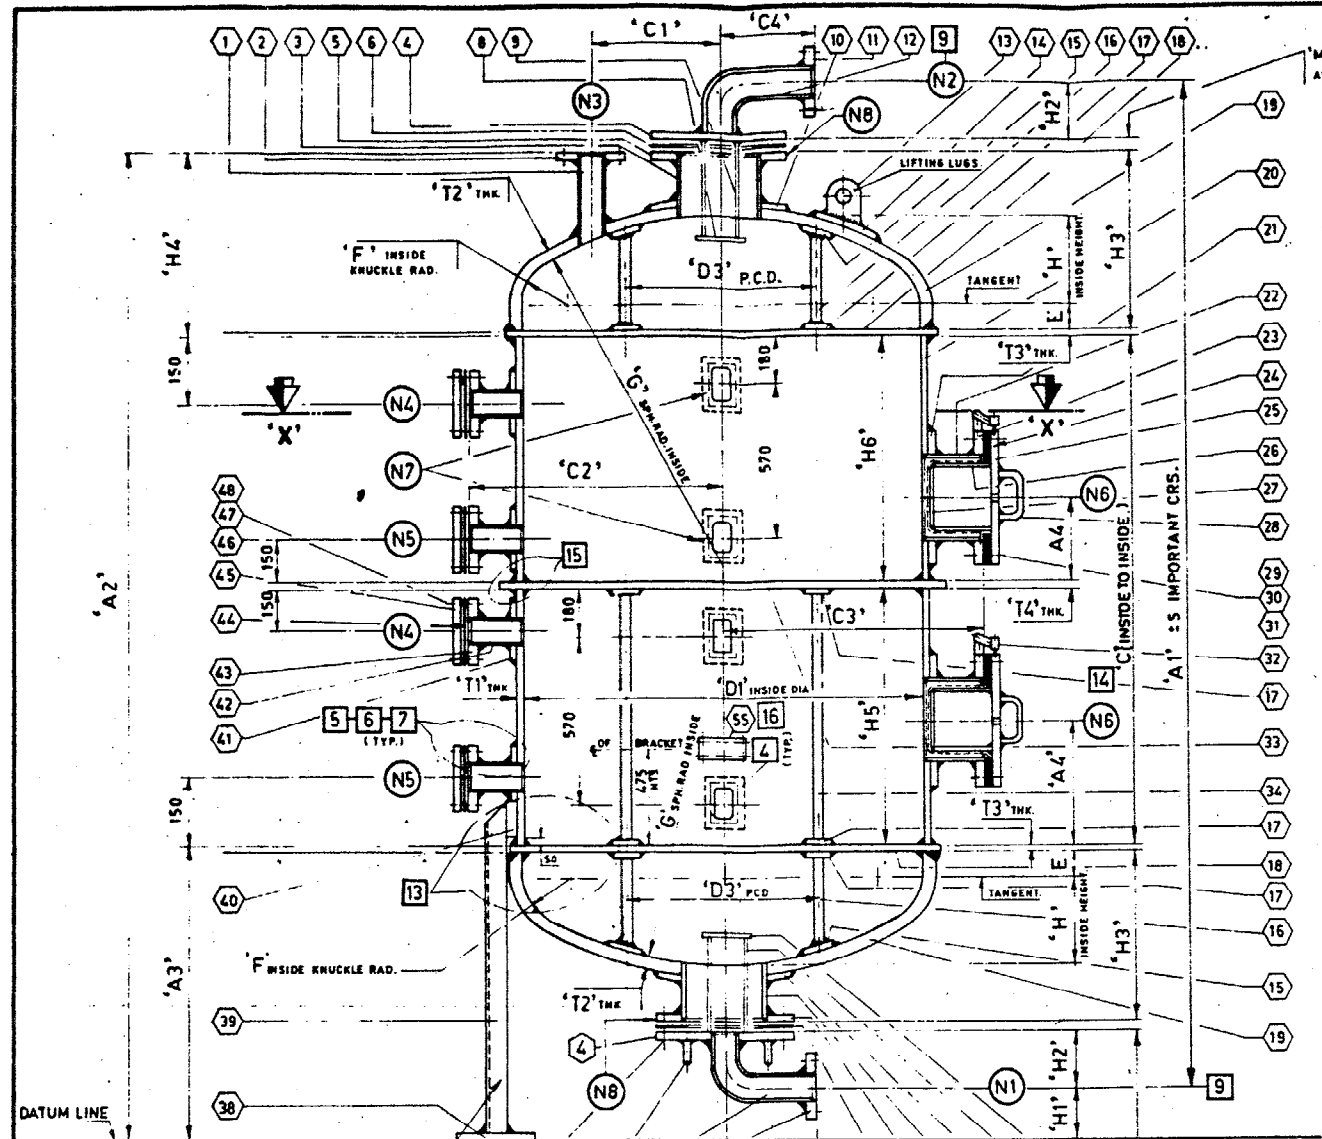 1 2 3 5 6 4 8 9 'C1' 'C4' 10 11 12 9 13 14 15 16 17 18
'M
A
N3 N2 'H2' 19
N8
LIFTING LUGS
'T2' THK. 20
'H4' 'F' INSIDE KNUCKLE RAD. 'D3' P.C.D. 'H' INSIDE HEIGHT 'H3' 21
TANGENT
E 22
150 180 'T3' THK. 23
24
'G' SPH. RAD. INSIDE
N4 25
'X' 'X'
570 'H6' 26
N7 'C2' N6 27
48
47 28
46 N5 A4
150 15 29
45 30
'A2' 44 150 N4 180 'C3' 'T4' THK. 31
'C' (INSIDE TO INSIDE.) 'A1' ±5 IMPORTANT CRS.
43 32
'T1' THK 'D1' INSIDE DIA 14 17
42 5 6 7 (TYP.) 55 16 N6
41 570 OF BRACKET 4 (TYP.) 'H5' 33
475 HTS
N5 'G' SPH. RAD INSIDE 'A4' 34
150 'T3' THK. 17
50 E 18
40 13 'D3' PCD TANGENT. 17
'H' INSIDE HEIGHT 16
'F' INSIDE KNUCKLE RAD. 'H3'
'A3' 'T2' THK 15
39
4 19
N8 N1 'H2' 9
38 'H1'
DATUM LINE